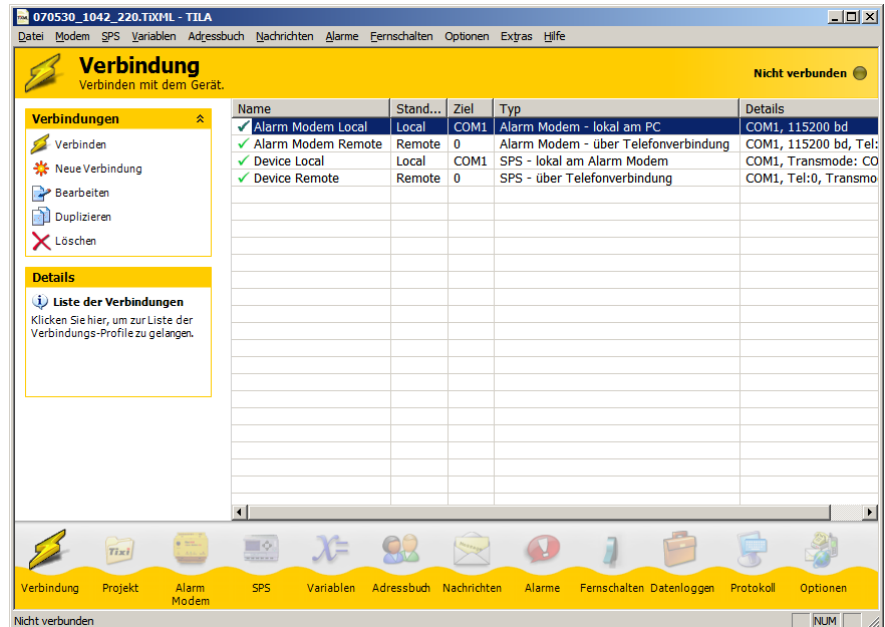 070530_1042_220.TiXML - TILA
Datei Modem SPS Variablen Adressbuch Nachrichten Alarme Fernschalten Optionen Extras Hilfe
Verbindung
Verbinden mit dem Gerät.
Nicht verbunden
Verbindungen
Verbinden
Neue Verbindung
Bearbeiten
Duplizieren
Löschen
Details
Liste der Verbindungen
Klicken Sie hier, um zur Liste der
Verbindungs-Profile zu gelangen.
Name Stand... Ziel Typ Details
Alarm Modem Local Local COM1 Alarm Modem - lokal am PC COM1, 115200 bd
Alarm Modem Remote Remote 0 Alarm Modem - über Telefonverbindung COM1, 115200 bd, Tel:
Device Local Local COM1 SPS - lokal am Alarm Modem COM1, Transmode: CO
Device Remote Remote 0 SPS - über Telefonverbindung COM1, Tel:0, Transmo
Tixi
Verbindung Projekt Alarm Modem SPS Variablen Adressbuch Nachrichten Alarme Fernschalten Datenloggen Protokoll Optionen
Nicht verbunden NUM